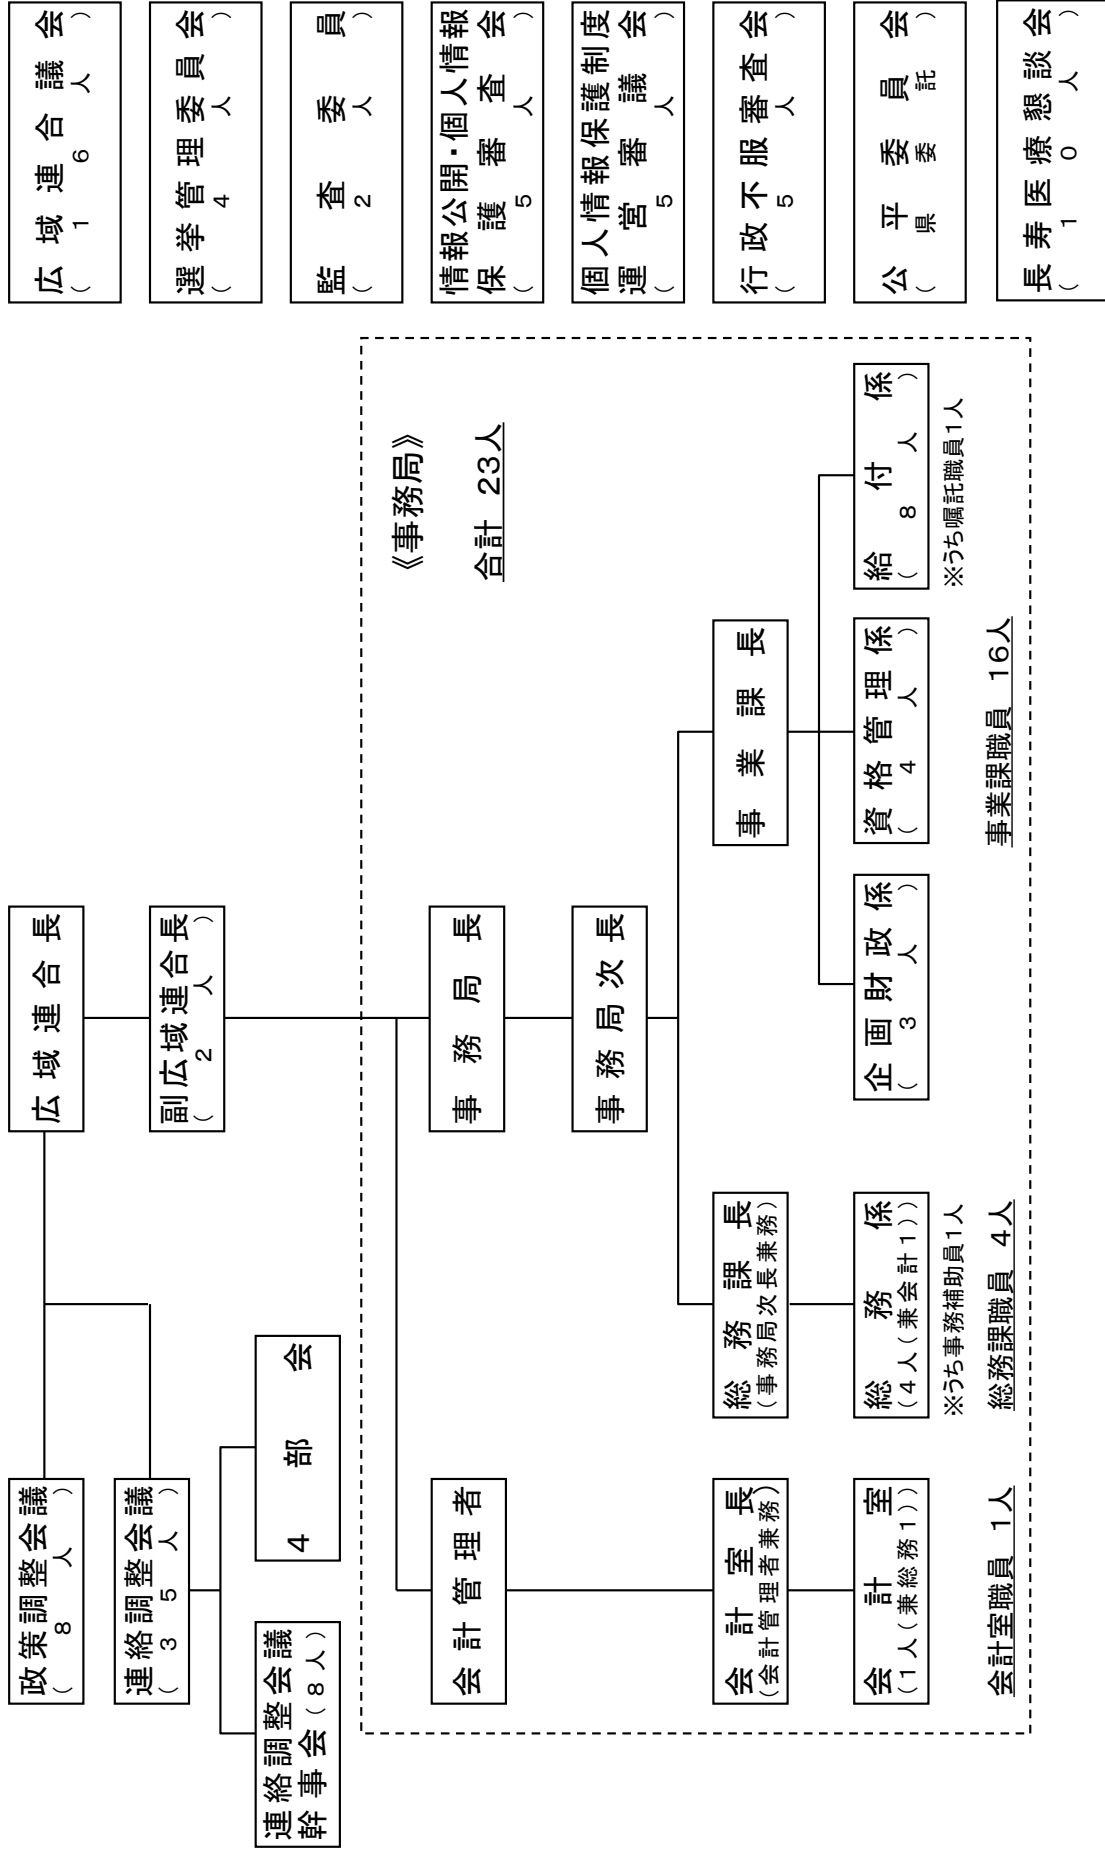 広域連合長
副広域連合長
（２人）
政策調整会議
（８人）
連絡調整会議
（３５人）
連絡調整会議
幹事会（８人）
４部会
《事務局》
合計 23人
事務局長
事務局次長
会計管理者
会計室長
（会計管理者兼務）
会計室
（１人（兼総務１））
会計室職員 1人
総務課長
（事務局次長兼務）
総務係
（４人（兼会計１））
※うち事務補助員1人
総務課職員 4人
事業課長
企画財政係
（３人）
資格管理係
（４人）
給付係
（８人）
※うち嘱託職員1人
事業課職員 16人
広域連合議会
（１６人）
選挙管理委員会
（４人）
監査委員
（２人）
情報公開・個人情報
保護審査会
（５人）
個人情報保護制度
運営審議会
（５人）
行政不服審査会
（５人）
公平委員会
（県委託）
長寿医療懇談会
（１０人）